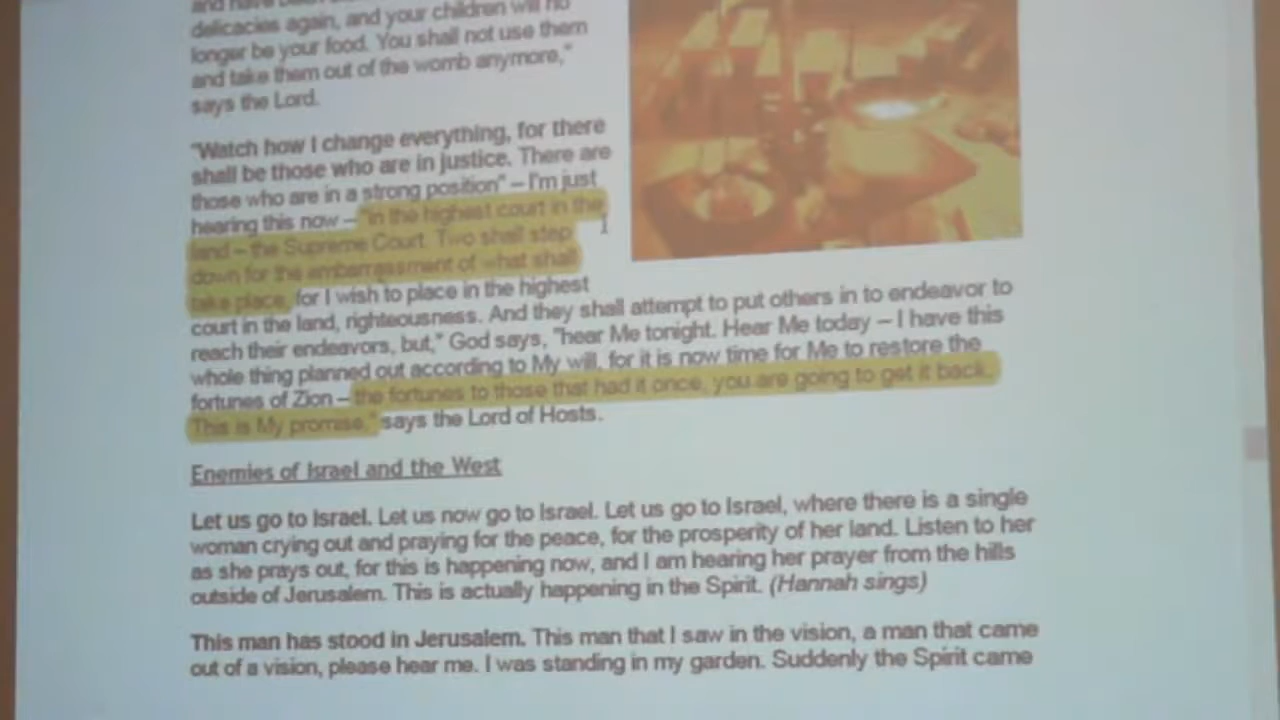 and have been
delicacies again, and your children will no
longer be your food. You shall not use them
and take them out of the womb anymore,"
says the Lord.
"Watch how I change everything, for there
shall be those who are in justice. There are
those who are in a strong position" – I'm just
hearing this now – "in the highest court in the
land – the Supreme Court. Two shall step
down for the embarrassment of what shall
take place, for I wish to place in the highest
court in the land, righteousness. And they shall attempt to put others in to endeavor to
reach their endeavors, but," God says, "hear Me tonight. Hear Me today – I have this
whole thing planned out according to My will, for it is now time for Me to restore the
fortunes of Zion – the fortunes to those that had it once, you are going to get it back.
This is My promise," says the Lord of Hosts.
Enemies of Israel and the West
Let us go to Israel. Let us now go to Israel. Let us go to Israel, where there is a single
woman crying out and praying for the peace, for the prosperity of her land. Listen to her
as she prays out, for this is happening now, and I am hearing her prayer from the hills
outside of Jerusalem. This is actually happening in the Spirit. (Hannah sings)
This man has stood in Jerusalem. This man that I saw in the vision, a man that came
out of a vision, please hear me. I was standing in my garden. Suddenly the Spirit came